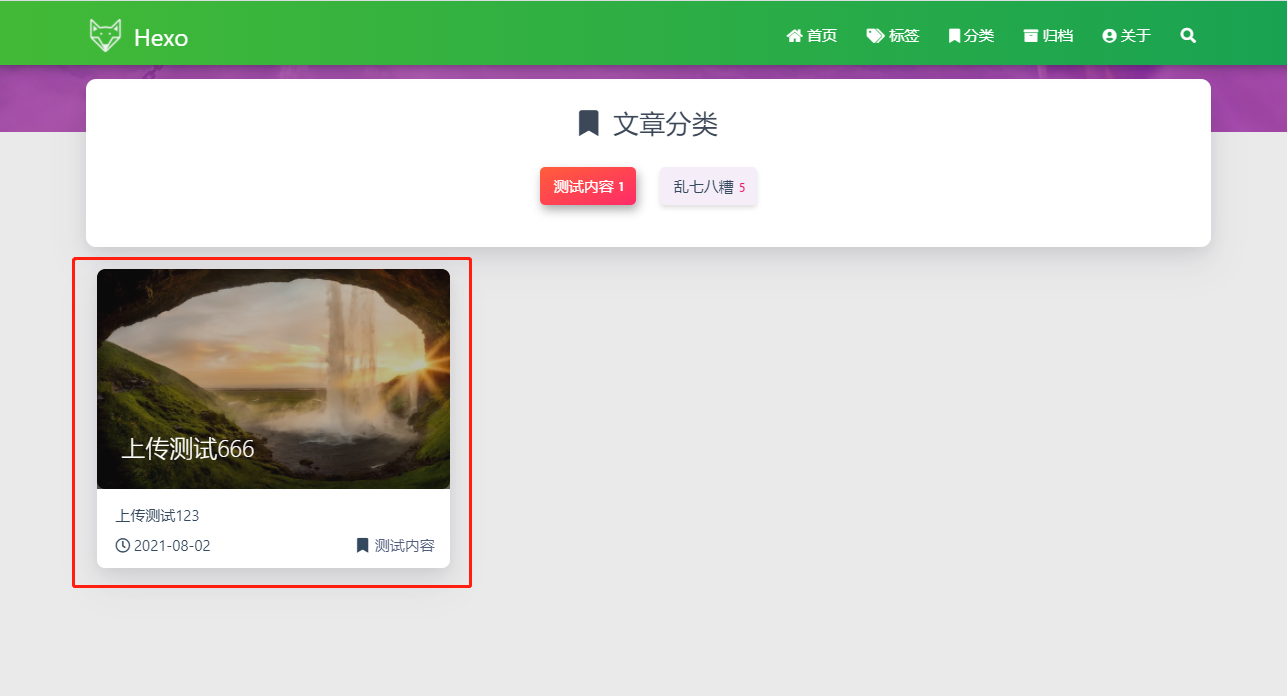 Hexo 首页 标签 分类 归档 关于
文章分类
测试内容 1 乱七八糟 5
上传测试666
上传测试123
2021-08-02 测试内容